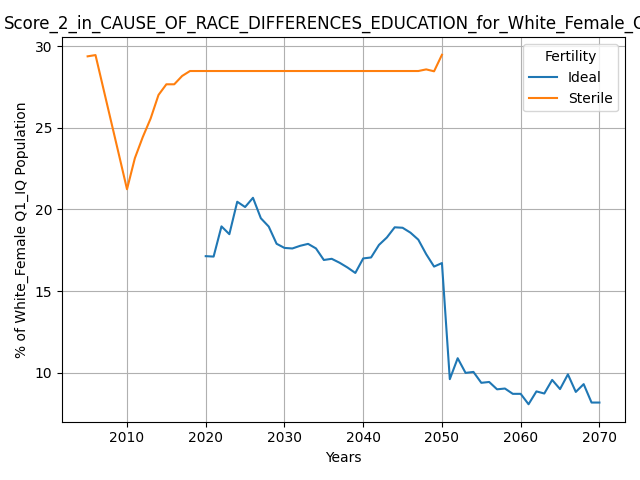 Score_2_in_CAUSE_OF_RACE_DIFFERENCES_EDUCATION_for_White_Female_
Fertility
Ideal
Sterile
% of White_Female Q1_IQ Population
30
25
20
15
10
2010
2020
2030
2040
2050
2060
2070
Years